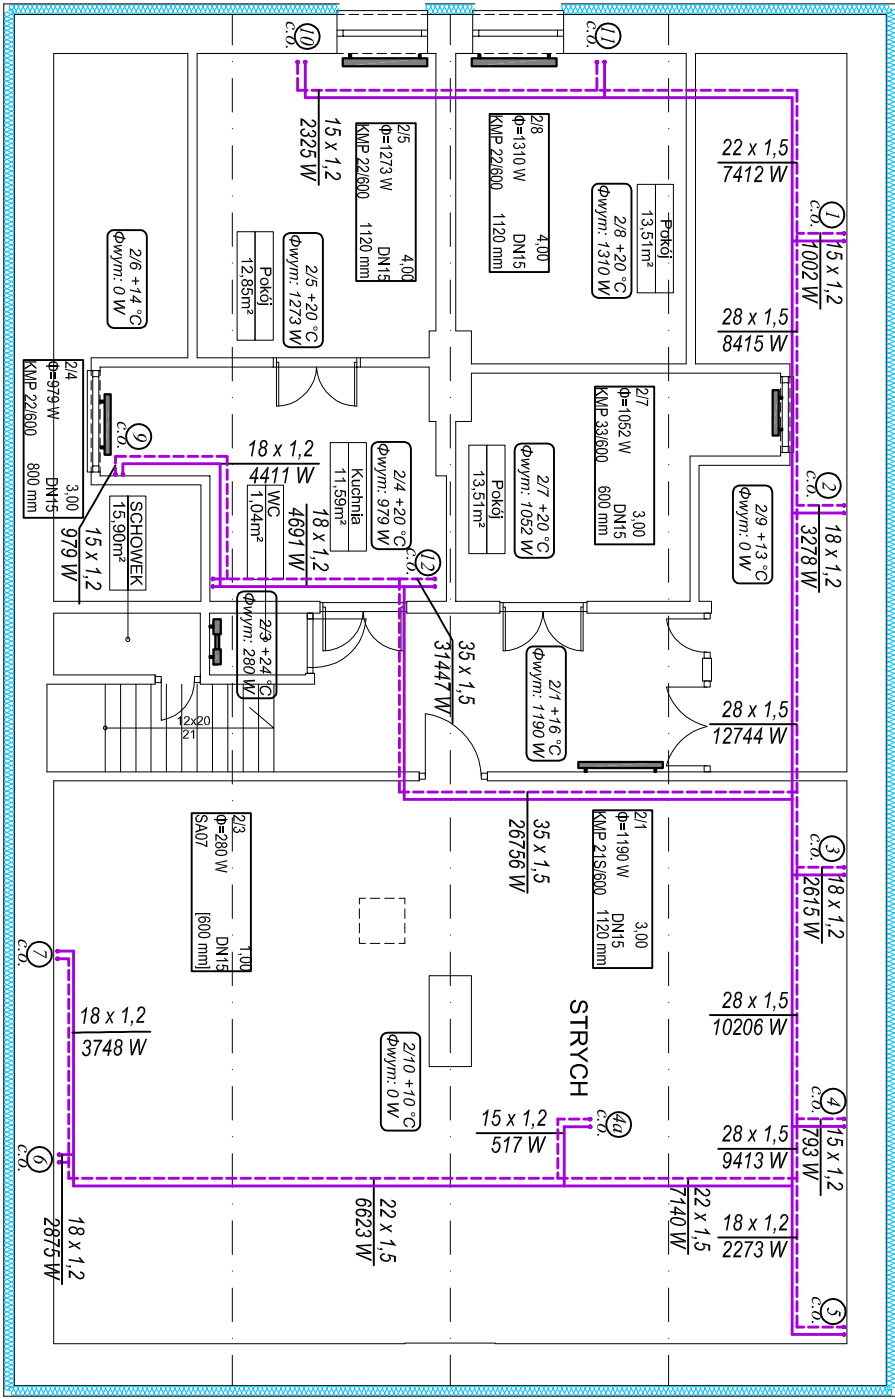 10
c.o.
11
c.o.
15 x 1,2
2325 W
2/5
4,00
Φ=1273 W
DN15
KMP 22/600
1120 mm
2/8
4,00
Φ=1310 W
DN15
KMP 22/600
1120 mm
22 x 1,5
7412 W
1
c.o.
15 x 1,2
1002 W
Pokój
13,51m²
2/8 +20 °C
Φwym: 1310 W
2/5 +20 °C
Φwym: 1273 W
Pokój
12,85m²
2/6 +14 °C
Φwym: 0 W
28 x 1,5
8415 W
2/4
3,00
Φ=979 W
DN15
KMP 22/600
800 mm
9
c.o.
18 x 1,2
4411 W
2/4 +20 °C
Φwym: 979 W
Kuchnia
11,59m²
2/7
3,00
Φ=1052 W
DN15
KMP 33/600
600 mm
2/7 +20 °C
Φwym: 1052 W
Pokój
13,51m²
2
c.o.
18 x 1,2
3278 W
2/9 +13 °C
Φwym: 0 W
WC
1,04m²
18 x 1,2
4691 W
SCHOWEK
15,90m²
15 x 1,2
979 W
12
c.o.
2/3 +24 °C
Φwym: 280 W
35 x 1,5
31447 W
2/1 +16 °C
Φwym: 1190 W
28 x 1,5
12744 W
12x20
21
2/3
1,00
Φ=280 W
DN15
SA07
[600 mm]
35 x 1,5
26756 W
2/1
3,00
Φ=1190 W
DN15
KMP 21S/600
1120 mm
3
c.o.
18 x 1,2
2615 W
7
c.o.
18 x 1,2
3748 W
2/10 +10 °C
Φwym: 0 W
STRYCH
28 x 1,5
10206 W
4
c.o.
15 x 1,2
793 W
4a
c.o.
15 x 1,2
517 W
28 x 1,5
9413 W
6
c.o.
18 x 1,2
2875 W
22 x 1,5
6623 W
22 x 1,5
7140 W
18 x 1,2
2273 W
5
c.o.